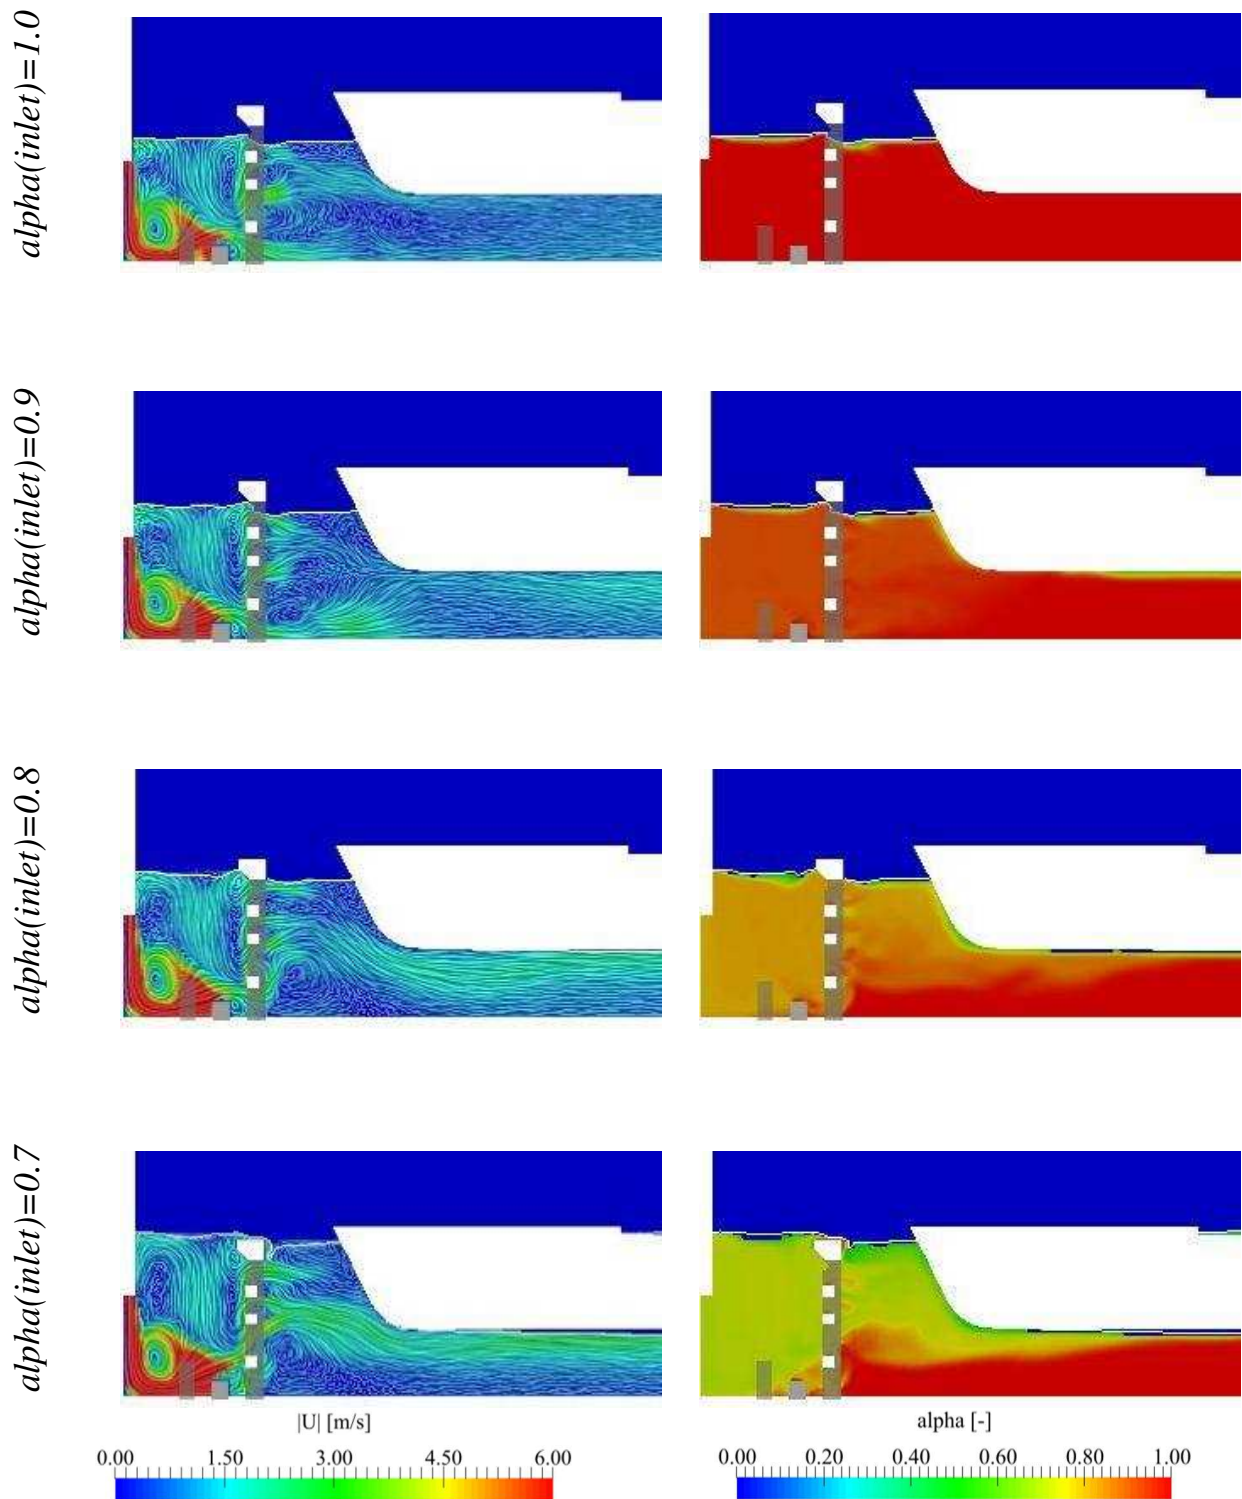 alpha(inlet)=1.0
alpha(inlet)=0.9
alpha(inlet)=0.8
alpha(inlet)=0.7
|U| [m/s]
0.00 1.50 3.00 4.50 6.00
alpha [-]
0.00 0.20 0.40 0.60 0.80 1.00